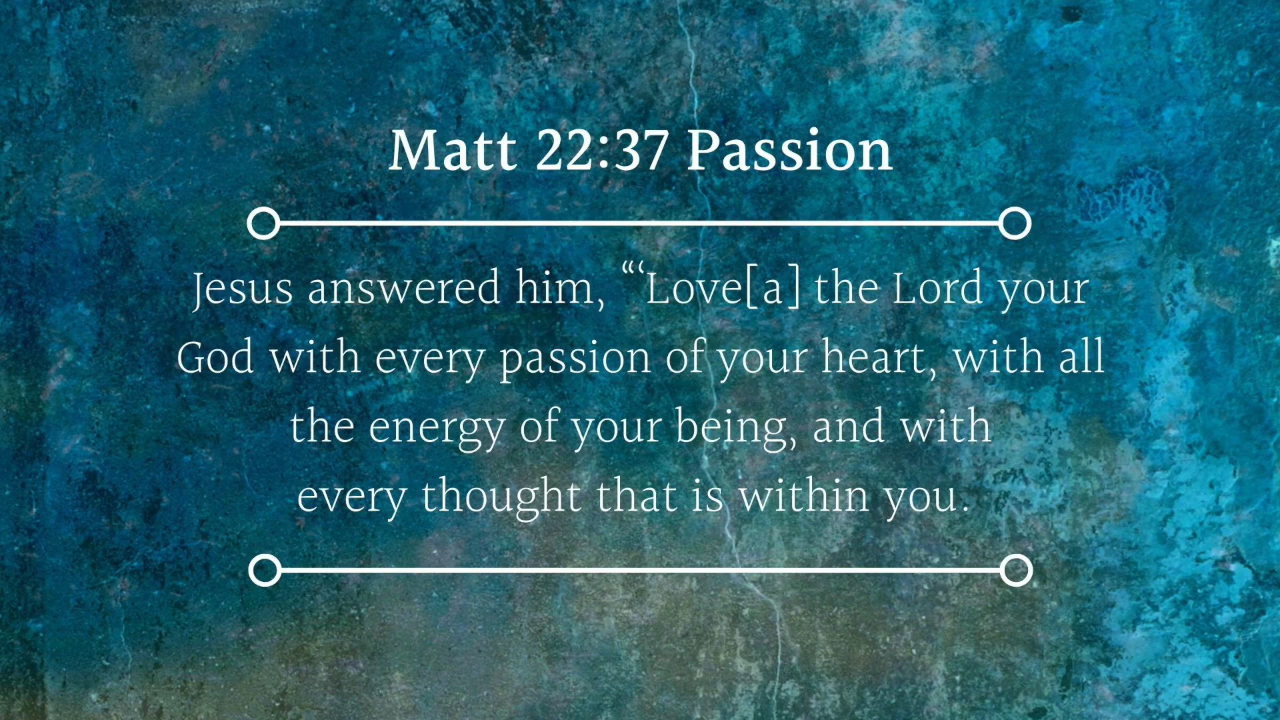 Matt 22:37 Passion
Jesus answered him, “‘Love[a] the Lord your
God with every passion of your heart, with all
the energy of your being, and with
every thought that is within you.